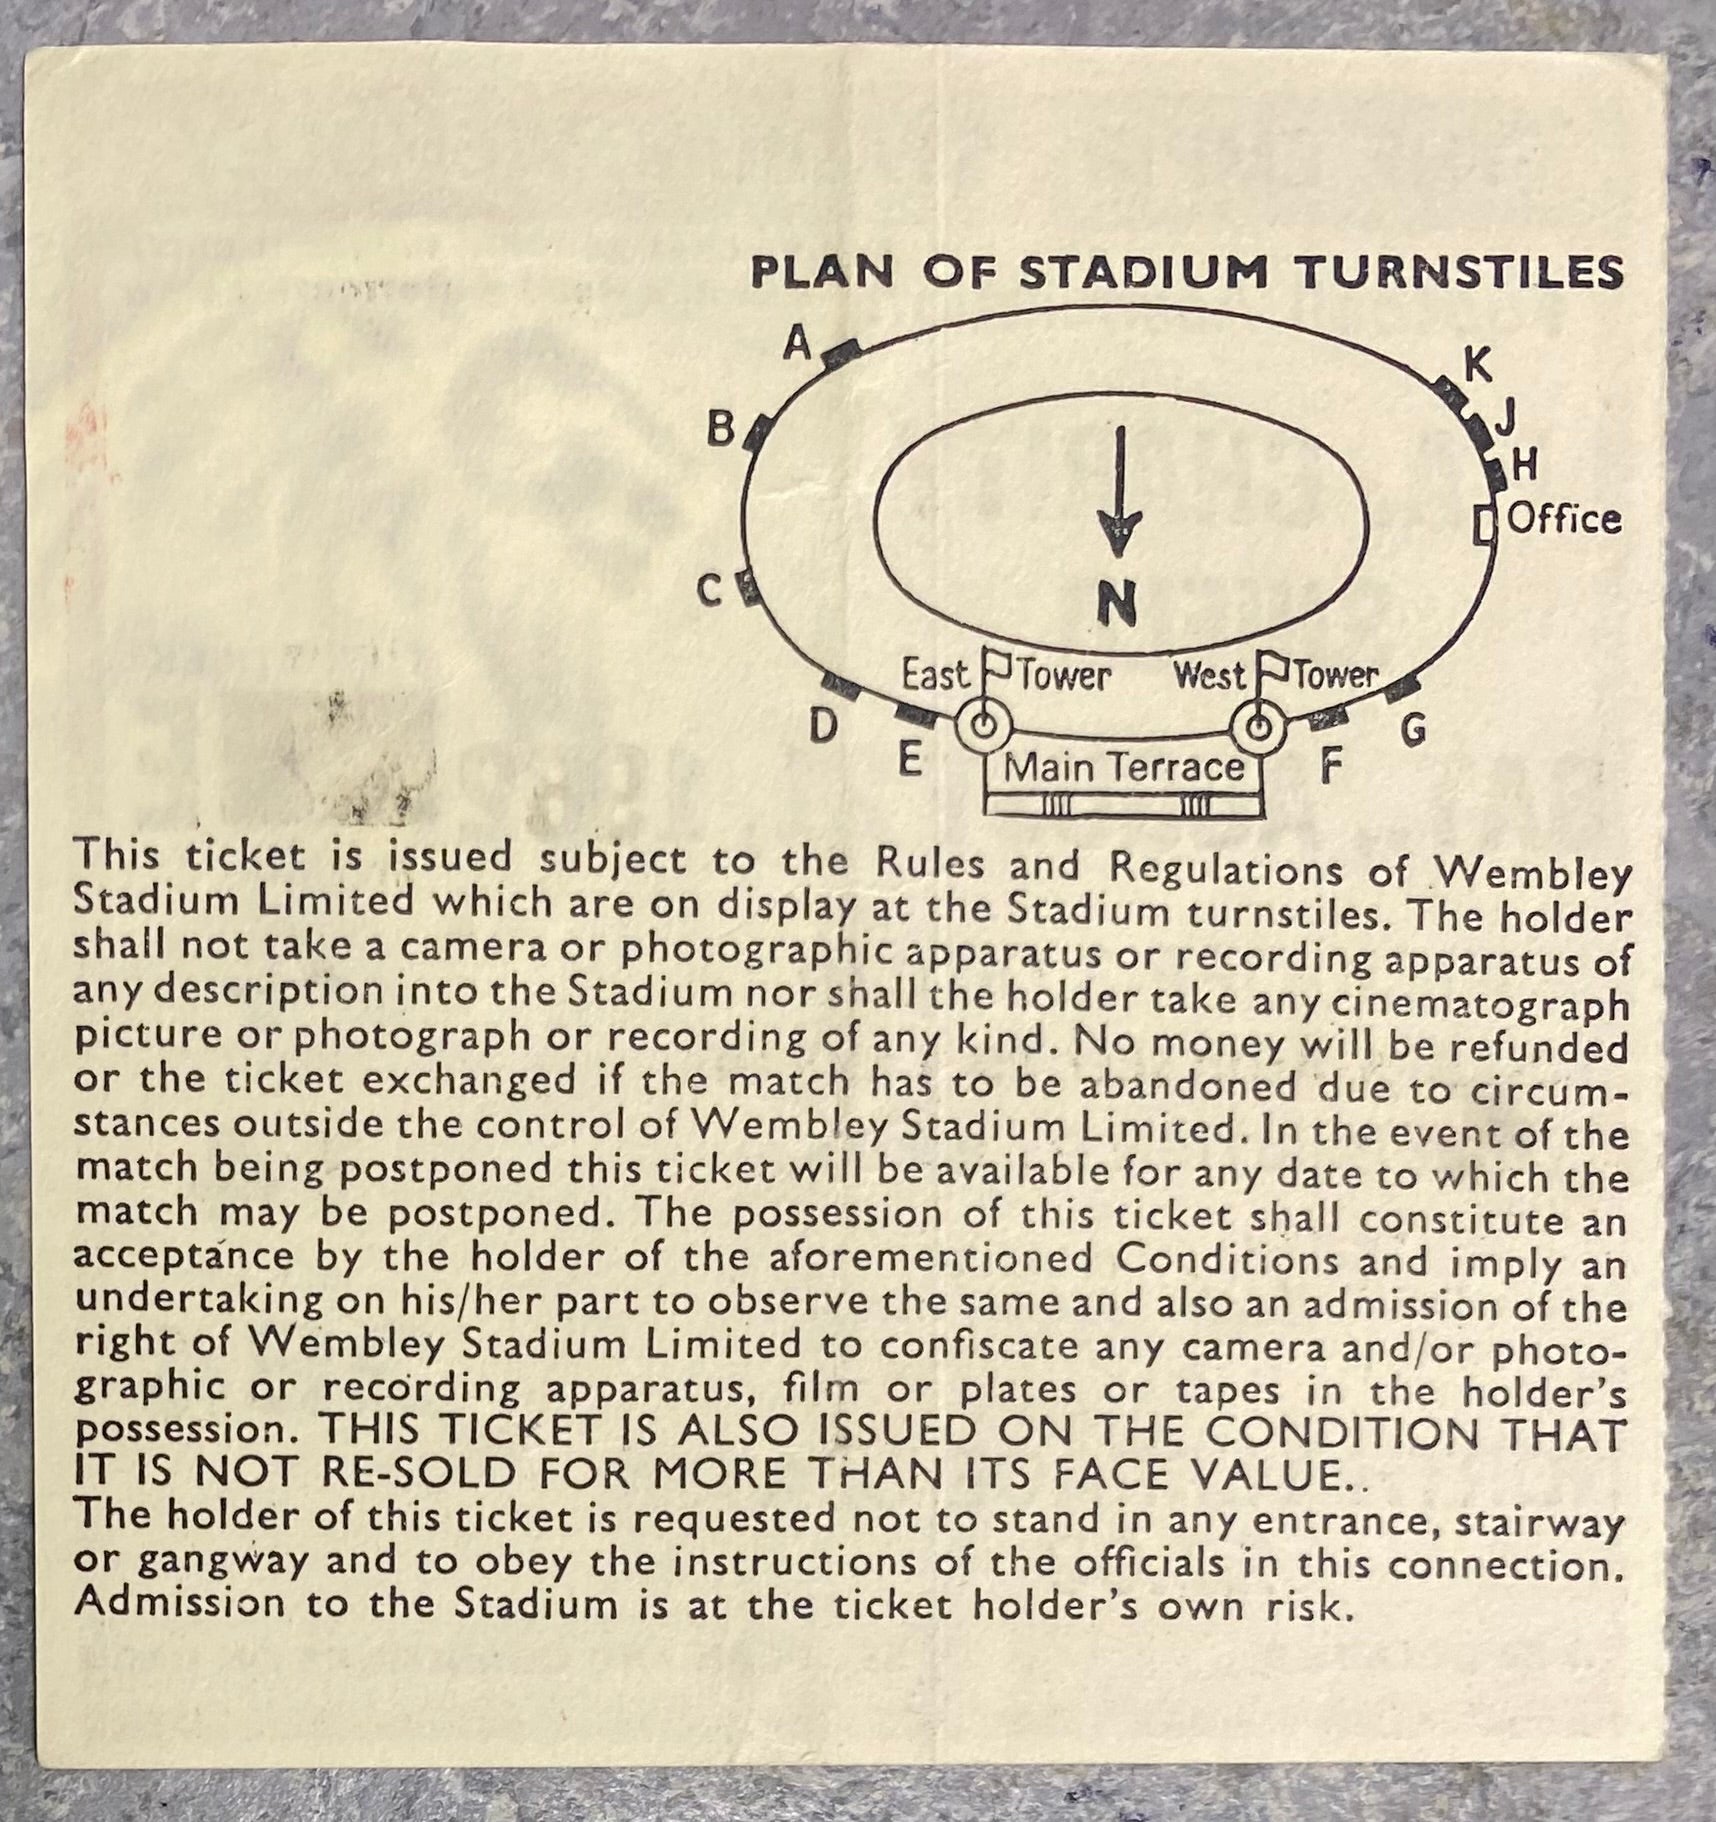 PLAN OF STADIUM TURNSTILES
A
K
B
J
H
Office
C
N
East Tower
West Tower
D
G
E
F
Main Terrace
This ticket is issued subject to the Rules and Regulations of Wembley
Stadium Limited which are on display at the Stadium turnstiles. The holder
shall not take a camera or photographic apparatus or recording apparatus of
any description into the Stadium nor shall the holder take any cinematograph
picture or photograph or recording of any kind. No money will be refunded
or the ticket exchanged if the match has to be abandoned due to circum-
stances outside the control of Wembley Stadium Limited. In the event of the
match being postponed this ticket will be available for any date to which the
match may be postponed. The possession of this ticket shall constitute an
acceptance by the holder of the aforementioned Conditions and imply an
undertaking on his/her part to observe the same and also an admission of the
right of Wembley Stadium Limited to confiscate any camera and/or photo-
graphic or recording apparatus, film or plates or tapes in the holder's
possession. THIS TICKET IS ALSO ISSUED ON THE CONDITION THAT
IT IS NOT RE-SOLD FOR MORE THAN ITS FACE VALUE..
The holder of this ticket is requested not to stand in any entrance, stairway
or gangway and to obey the instructions of the officials in this connection.
Admission to the Stadium is at the ticket holder's own risk.